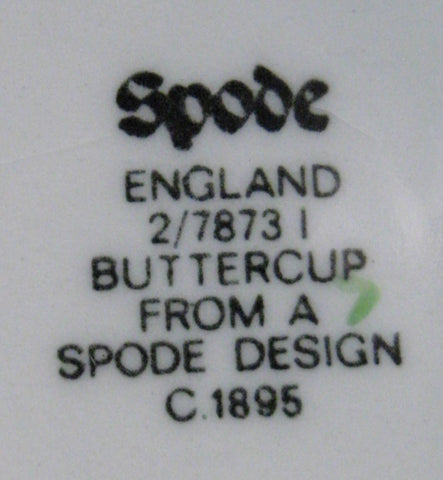 Spode
ENGLAND
2/7873 I
BUTTERCUP
FROM A
SPODE DESIGN
C.1895